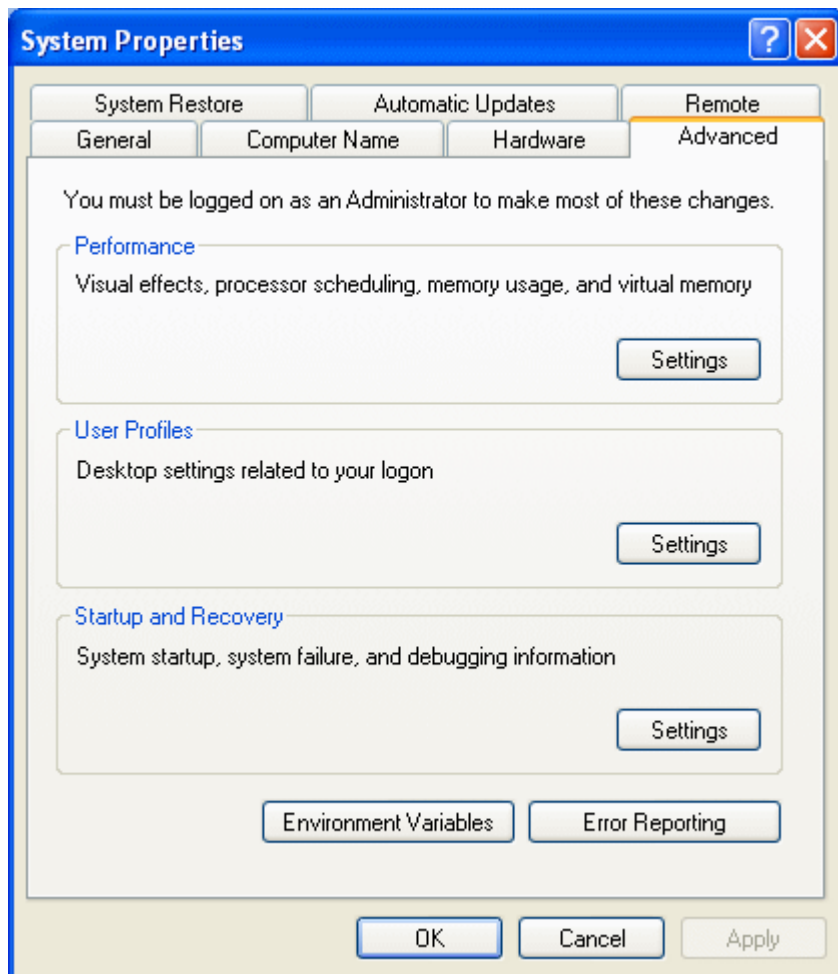 System Properties
?
System Restore Automatic Updates Remote
General Computer Name Hardware Advanced
You must be logged on as an Administrator to make most of these changes.
Performance
Visual effects, processor scheduling, memory usage, and virtual memory
Settings
User Profiles
Desktop settings related to your logon
Settings
Startup and Recovery
System startup, system failure, and debugging information
Settings
Environment Variables Error Reporting
OK Cancel Apply